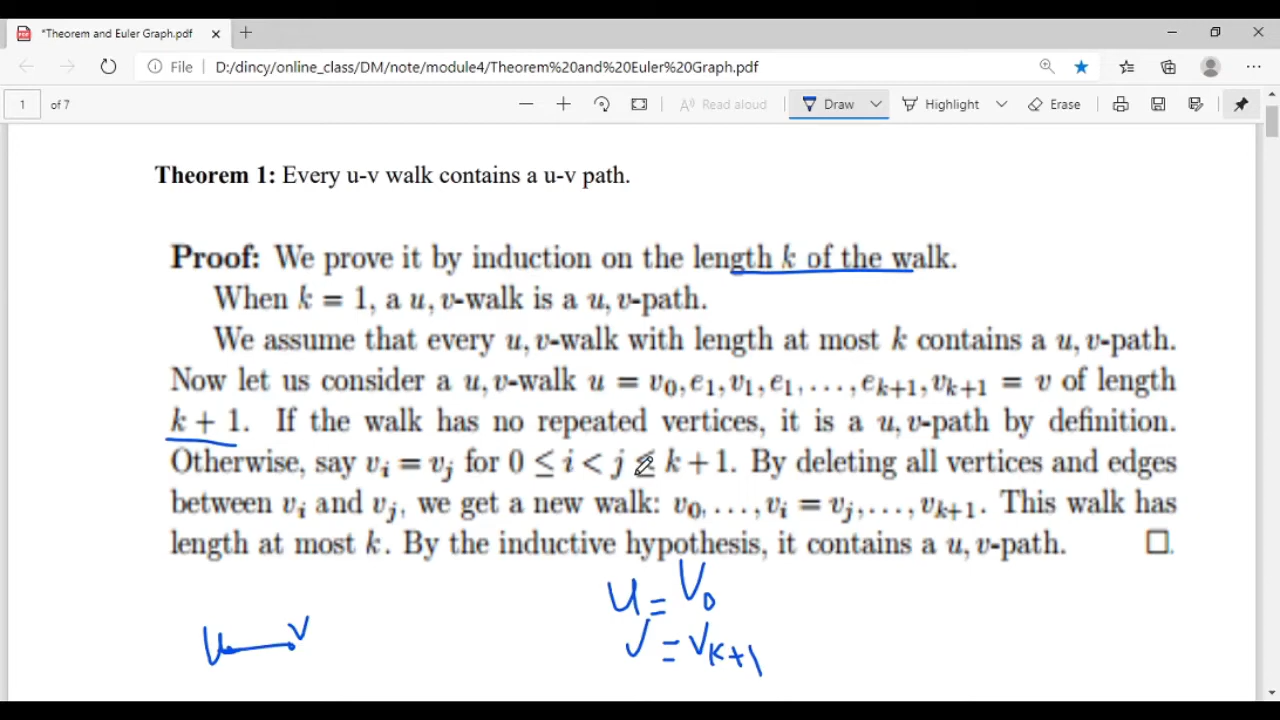 *Theorem and Euler Graph.pdf
File D:/dincy/online_class/DM/note/module4/Theorem%20and%20Euler%20Graph.pdf
1 of 7 Read aloud Draw Highlight Erase
Theorem 1: Every u-v walk contains a u-v path.
Proof: We prove it by induction on the length k of the walk.
When k = 1, a u, v-walk is a u, v-path.
We assume that every u, v-walk with length at most k contains a u, v-path.
Now let us consider a u, v-walk u = v₀, e₁, v₁, e₁, . . . , eₖ₊₁, vₖ₊₁ = v of length
k + 1. If the walk has no repeated vertices, it is a u, v-path by definition.
Otherwise, say vᵢ = vⱼ for 0 ≤ i < j ≤ k + 1. By deleting all vertices and edges
between vᵢ and vⱼ, we get a new walk: v₀, . . . , vᵢ = vⱼ, . . . , vₖ₊₁. This walk has
length at most k. By the inductive hypothesis, it contains a u, v-path. □.
u = v₀
u v
v = vₖ₊₁